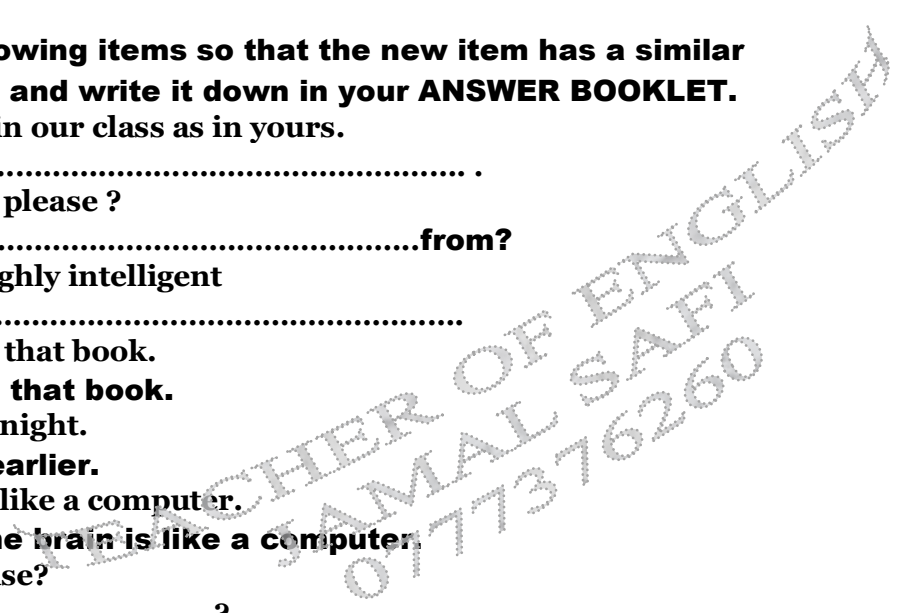 owing items so that the new item has a similar
and write it down in your ANSWER BOOKLET.
in our class as in yours.
.................................................... .
please ?
................................................from?
ghly intelligent
....................................................
that book.
that book.
night.
earlier.
like a computer.
he brain is like a computer.
se?
?
TEACHER OF ENGLISH
JAMAL SAFI
0777376260